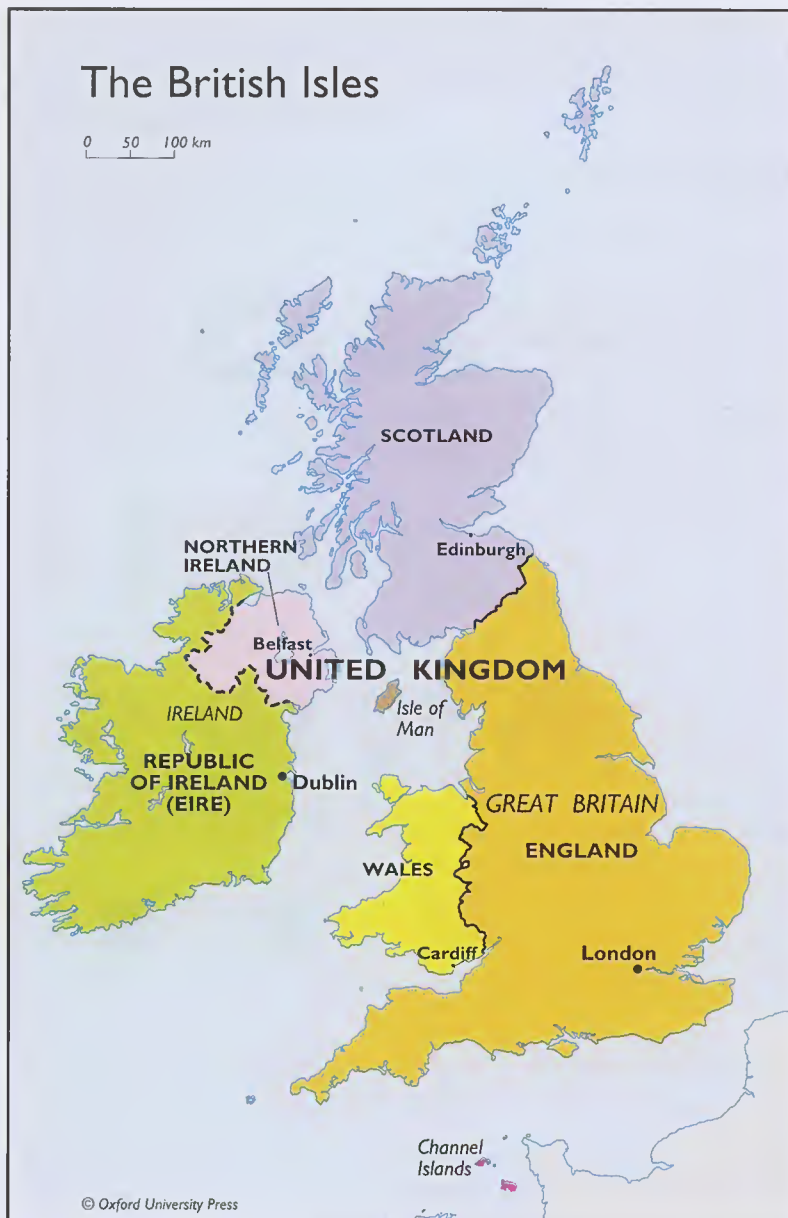 The British Isles
0 50 100 km
SCOTLAND
Edinburgh
NORTHERN
IRELAND
Belfast
UNITED KINGDOM
IRELAND
Isle of
Man
REPUBLIC
OF IRELAND
(EIRE)
Dublin
GREAT BRITAIN
ENGLAND
WALES
Cardiff
London
Channel
Islands
© Oxford University Press